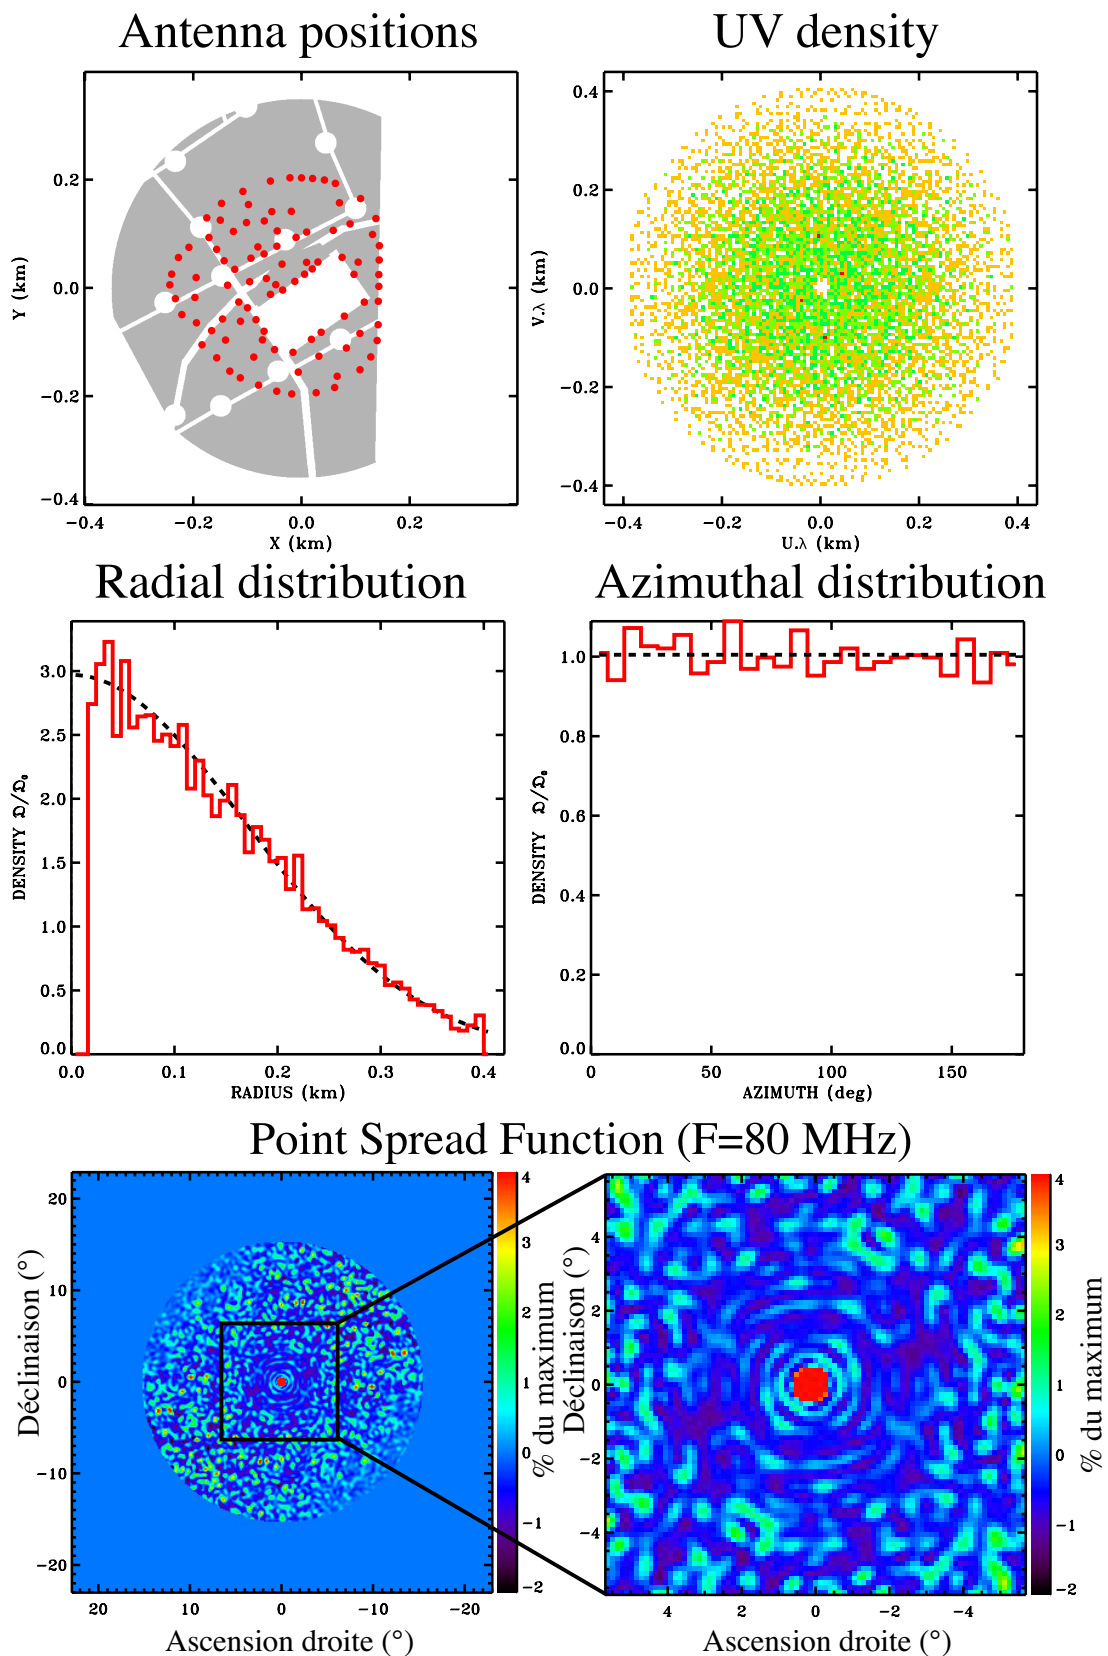 Antenna positions
UV density
0.2
0.0
−0.2
−0.4
Y (km)
−0.4 −0.2 0.0 0.2
X (km)
0.4
0.2
0.0
−0.2
−0.4
V.λ (km)
−0.4 −0.2 0.0 0.2 0.4
U.λ (km)
Radial distribution
Azimuthal distribution
3.0
2.5
2.0
1.5
1.0
0.5
0.0
DENSITY D/D₀
0.0 0.1 0.2 0.3 0.4
RADIUS (km)
1.0
0.8
0.6
0.4
0.2
0.0
DENSITY D/D₀
0 50 100 150
AZIMUTH (deg)
Point Spread Function (F=80 MHz)
20
10
0
−10
−20
Déclinaison (°)
20 10 0 −10 −20
Ascension droite (°)
4
3
2
1
0
−1
−2
% du maximum
4
2
0
−2
−4
Déclinaison (°)
4 2 0 −2 −4
Ascension droite (°)
4
3
2
1
0
−1
−2
% du maximum